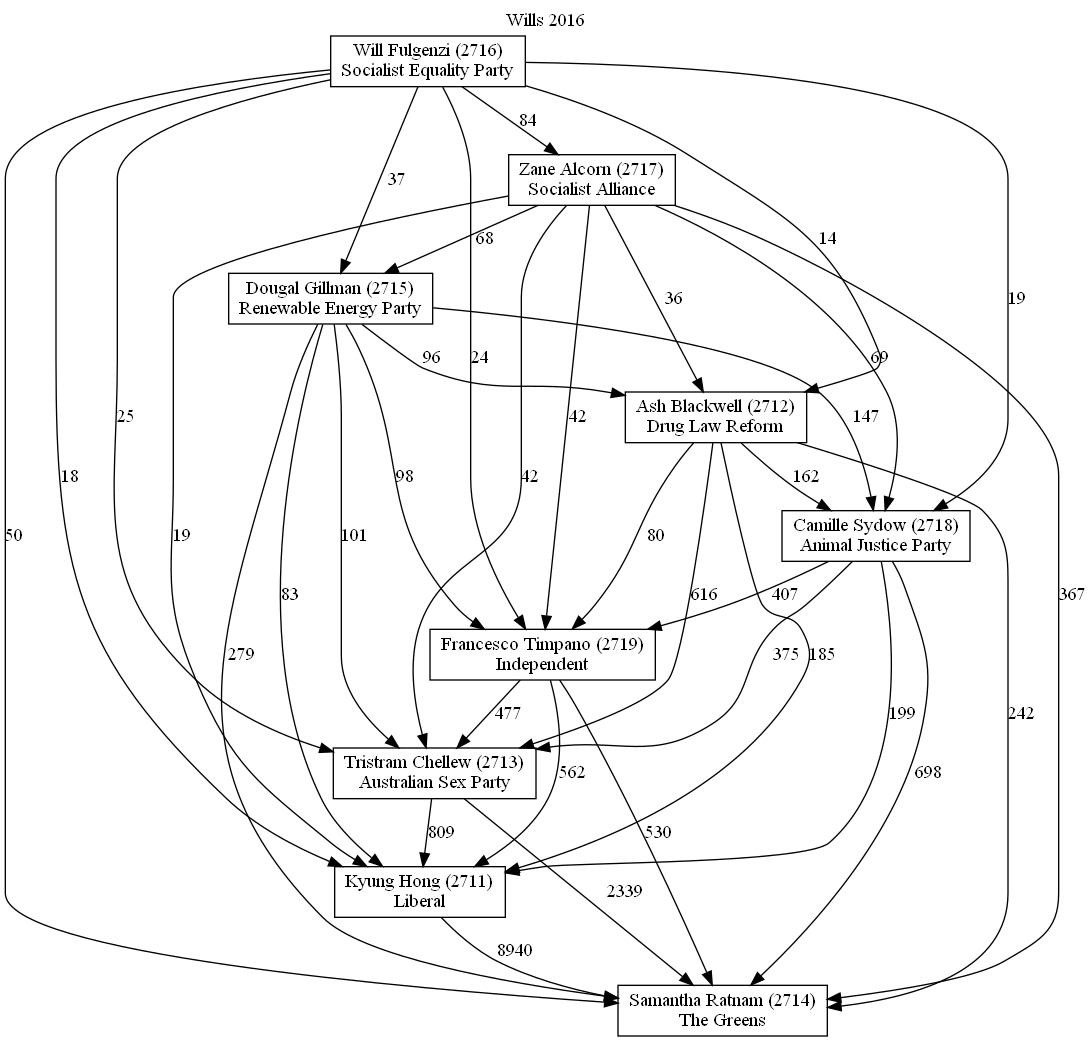 Wills 2016
Will Fulgenzi (2716)
Socialist Equality Party
84
Zane Alcorn (2717)
Socialist Alliance
37
68
14
Dougal Gillman (2715)
Renewable Energy Party
36
19
96
24
69
Ash Blackwell (2712)
Drug Law Reform
25
42
147
18
98
42
162
Camille Sydow (2718)
Animal Justice Party
50
19
101
80
83
616
407
367
Francesco Timpano (2719)
Independent
279
375
185
477
199
242
Tristram Chellew (2713)
Australian Sex Party
562
698
809
530
Kyung Hong (2711)
Liberal
2339
8940
Samantha Ratnam (2714)
The Greens